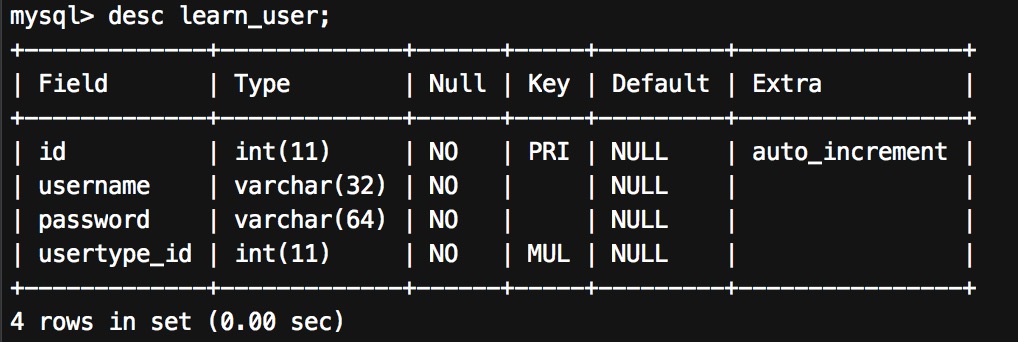 mysql> desc learn_user;
+-------------+-------------+------+-----+---------+----------------+
| Field       | Type        | Null | Key | Default | Extra          |
+-------------+-------------+------+-----+---------+----------------+
| id          | int(11)     | NO   | PRI | NULL    | auto_increment |
| username    | varchar(32) | NO   |     | NULL    |                |
| password    | varchar(64) | NO   |     | NULL    |                |
| usertype_id | int(11)     | NO   | MUL | NULL    |                |
+-------------+-------------+------+-----+---------+----------------+
4 rows in set (0.00 sec)